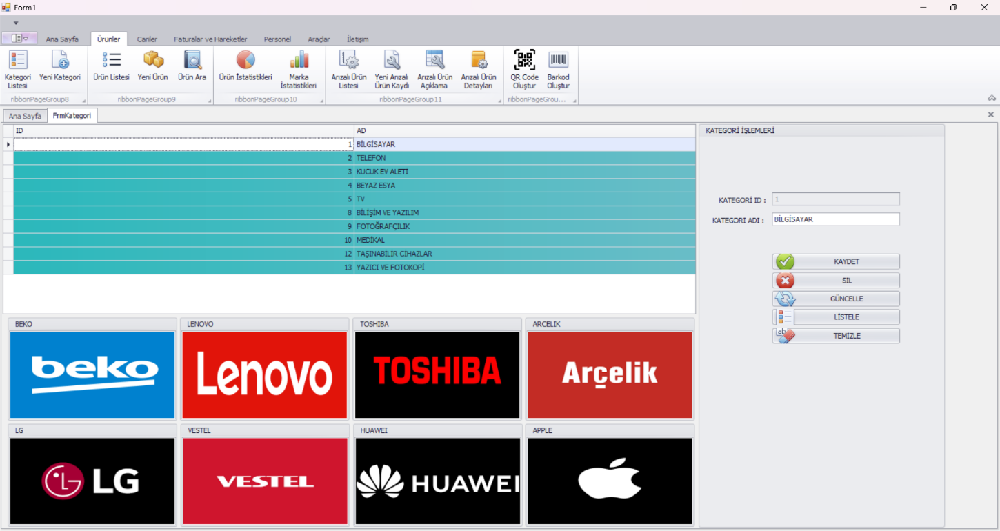 Form1
Ana Sayfa Ürünler Cariler Faturalar ve Hareketler Personel Araçlar İletişim
Kategori Listesi
Yeni Kategori
Ürün Listesi
Yeni Ürün
Ürün Ara
Ürün İstatistikleri
Marka İstatistikleri
Arızalı Ürün Listesi
Yeni Arızalı Ürün Kaydı
Arızalı Ürün Açıklama
Arızalı Ürün Detayları
QR Code Oluştur
Barkod Oluştur
ribbonPageGroup8 ribbonPageGroup9 ribbonPageGroup10 ribbonPageGroup11 ribbonPageGrou...
Ana Sayfa FrmKategori
ID AD
1 BİLGİSAYAR
2 TELEFON
3 KUCUK EV ALETİ
4 BEYAZ ESYA
5 TV
8 BİLİŞİM VE YAZILIM
9 FOTOĞRAFÇILIK
10 MEDİKAL
12 TAŞINABİLİR CİHAZLAR
13 YAZICI VE FOTOKOPİ
KATEGORİ İŞLEMLERİ
KATEGORİ ID : 1
KATEGORİ ADI : BİLGİSAYAR
KAYDET
SİL
GÜNCELLE
LİSTELE
ab TEMİZLE
BEKO LENOVO TOSHIBA ARCELIK
beko Lenovo TOSHIBA Arçelik
LG VESTEL HUAWEI APPLE
LG VESTEL HUAWEI